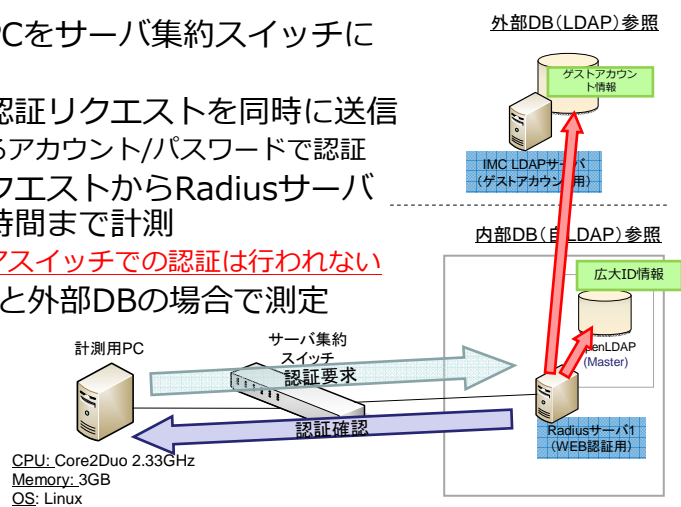 PCをサーバ集約スイッチに
認証リクエストを同時に送信
るアカウント/パスワードで認証
クエストからRadiusサーバ
時間まで計測
アスイッチでの認証は行われない
と外部DBの場合で測定
外部DB(LDAP)参照
ゲストアカウン
ト情報
IMC LDAPサーバ
(ゲストアカウント用)
内部DB(自LDAP)参照
広大ID情報
OpenLDAP
(Master)
計測用PC
サーバ集約
スイッチ
認証要求
認証確認
Radiusサーバ1
(WEB認証用)
CPU: Core2Duo 2.33GHz
Memory: 3GB
OS: Linux